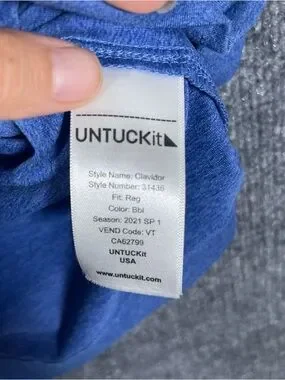 UNTUCKit
Style Name: Clavidor
Style Number: 31436
Fit: Reg
Color: Bbl
Season: 2021 SP 1
VEND Code: VT
CA62799
UNTUCKit
USA
www.untuckit.com